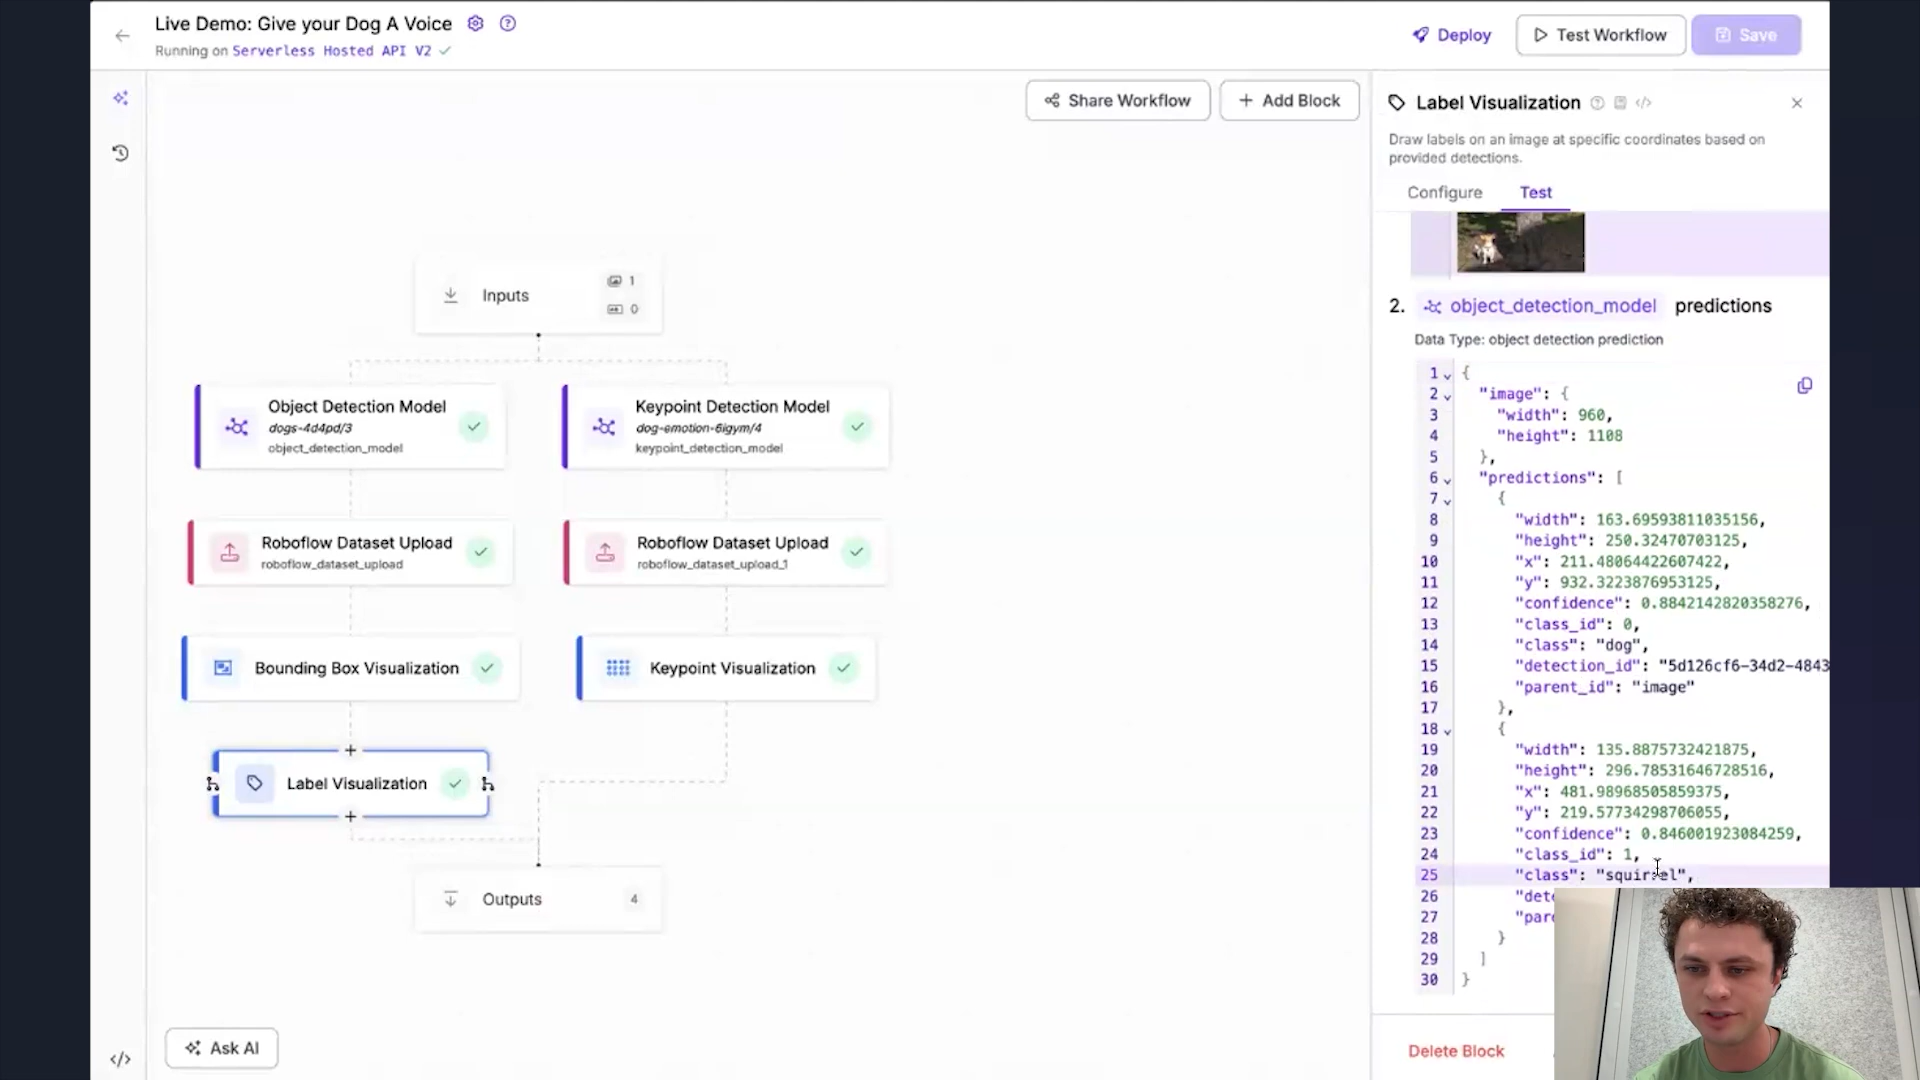 Live Demo: Give your Dog A Voice
Running on Serverless Hosted API V2
Deploy
Test Workflow
Save
Share Workflow
Add Block
Inputs
1
0
Object Detection Model
dogs-4d4pd/3
object_detection_model
Keypoint Detection Model
dog-emotion-6igym/4
keypoint_detection_model
Roboflow Dataset Upload
roboflow_dataset_upload
Roboflow Dataset Upload
roboflow_dataset_upload_1
Bounding Box Visualization
Keypoint Visualization
Label Visualization
Outputs
4
Ask AI
Label Visualization
Draw labels on an image at specific coordinates based on
provided detections.
Configure Test
2. object_detection_model predictions
Data Type: object detection prediction
1 {
2 "image": {
3 "width": 960,
4 "height": 1108
5 },
6 "predictions": [
7 {
8 "width": 163.69593811035156,
9 "height": 250.32470703125,
10 "x": 211.48064422607422,
11 "y": 932.3223876953125,
12 "confidence": 0.8842142820358276,
13 "class_id": 0,
14 "class": "dog",
15 "detection_id": "5d126cf6-34d2-4843
16 "parent_id": "image"
17 },
18 {
19 "width": 135.8875732421875,
20 "height": 296.78531646728516,
21 "x": 481.98968505859375,
22 "y": 219.57734298706055,
23 "confidence": 0.846001923084259,
24 "class_id": 1,
25 "class": "squirrel",
26 "dete
27 "pare
28 }
29 ]
30 }
Delete Block